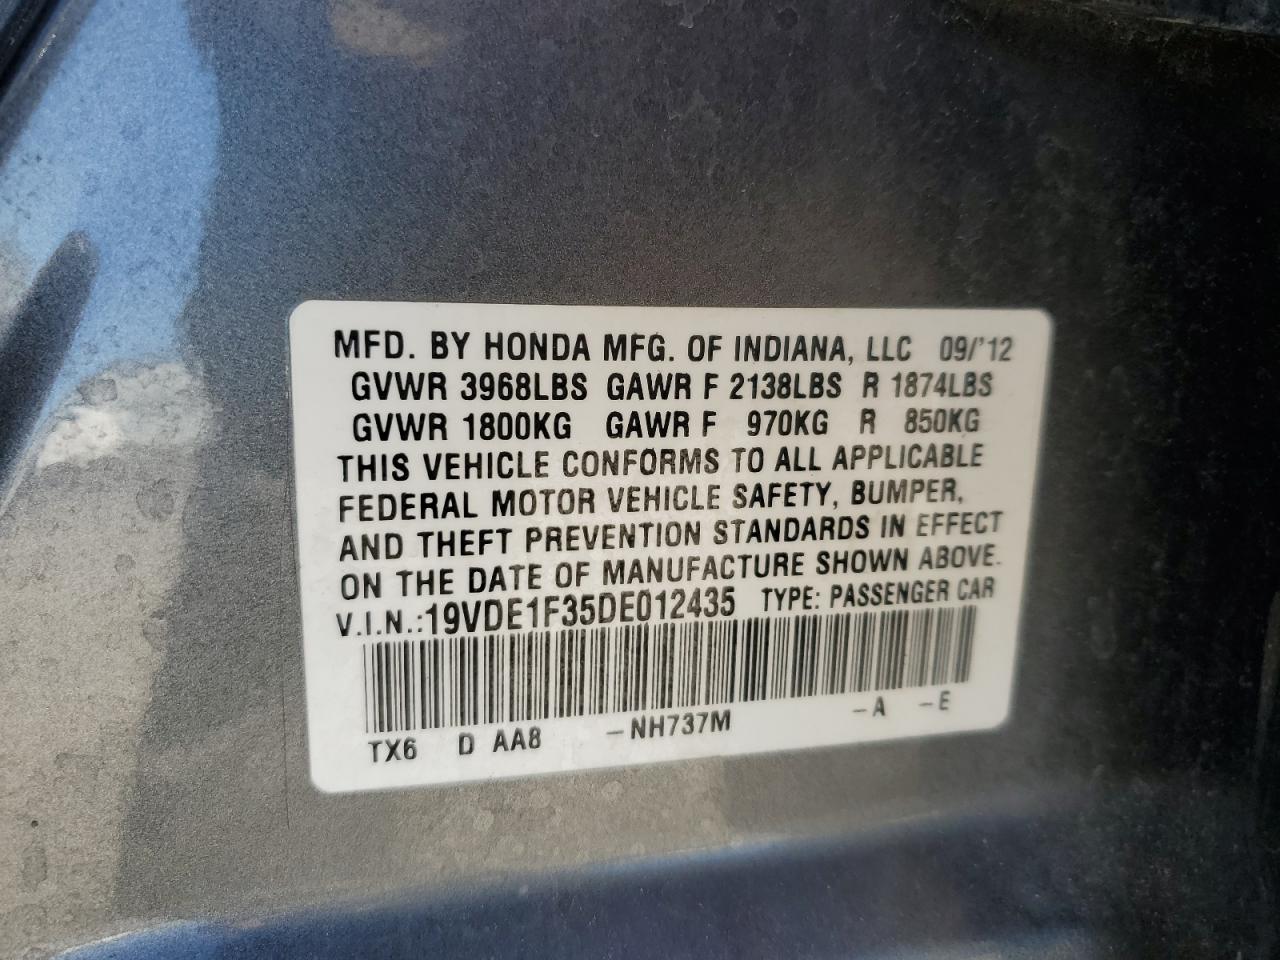 MFD. BY HONDA MFG. OF INDIANA, LLC 09/'12
GVWR 3968LBS GAWR F 2138LBS R 1874LBS
GVWR 1800KG GAWR F 970KG R 850KG
THIS VEHICLE CONFORMS TO ALL APPLICABLE
FEDERAL MOTOR VEHICLE SAFETY, BUMPER,
AND THEFT PREVENTION STANDARDS IN EFFECT
ON THE DATE OF MANUFACTURE SHOWN ABOVE.
V.I.N.:19VDE1F35DE012435 TYPE: PASSENGER CAR
TX6 D AA8 -NH737M -A -E